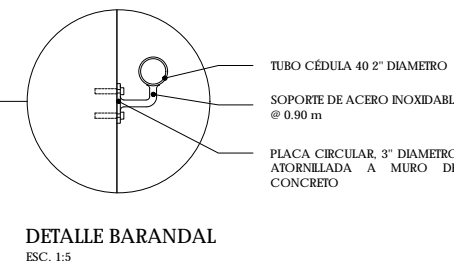 TUBO CÉDULA 40 2" DIAMETRO
SOPORTE DE ACERO INOXIDABL
@ 0.90 m
PLACA CIRCULAR, 3" DIAMETRO
ATORNILLADA A MURO DE
CONCRETO
DETALLE BARANDAL
ESC. 1:5